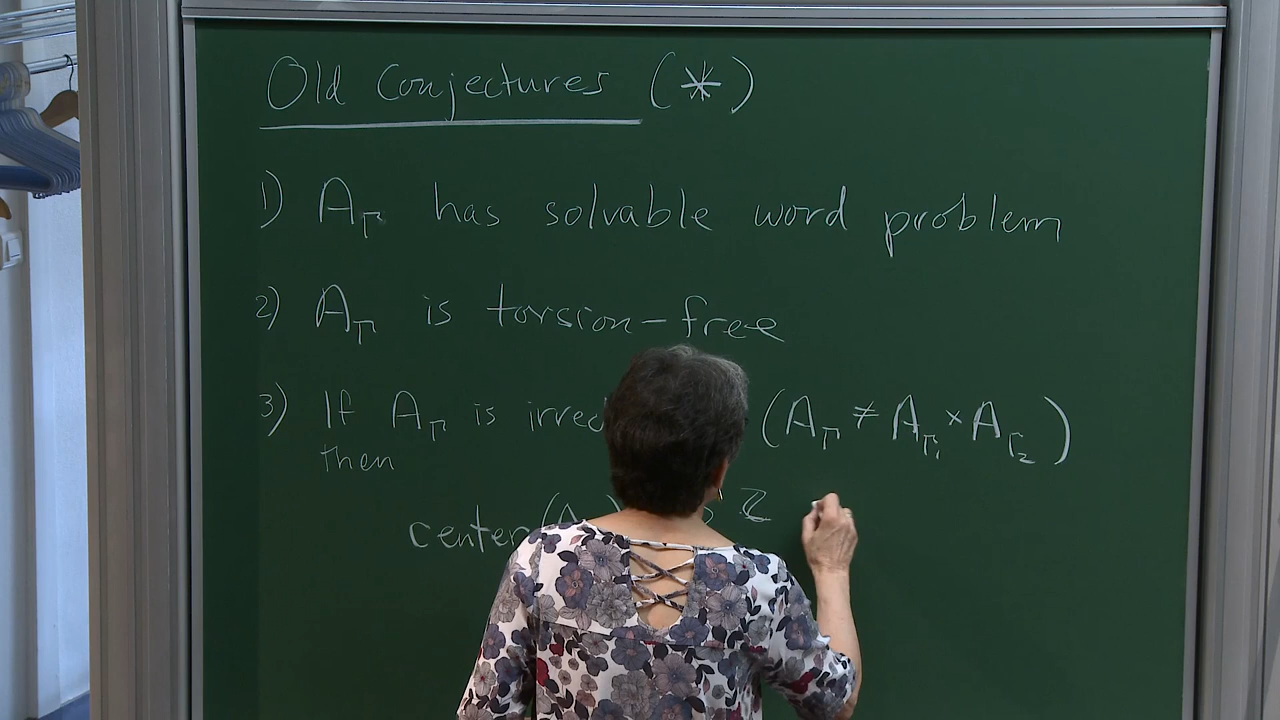 Old Conjectures (*)
1) A_Γ has solvable word problem
2) A_Γ is torsion-free
3) If A_Γ is (A_Γ ≠ A_Γ₁ × A_Γ₂)
then
center (A Z